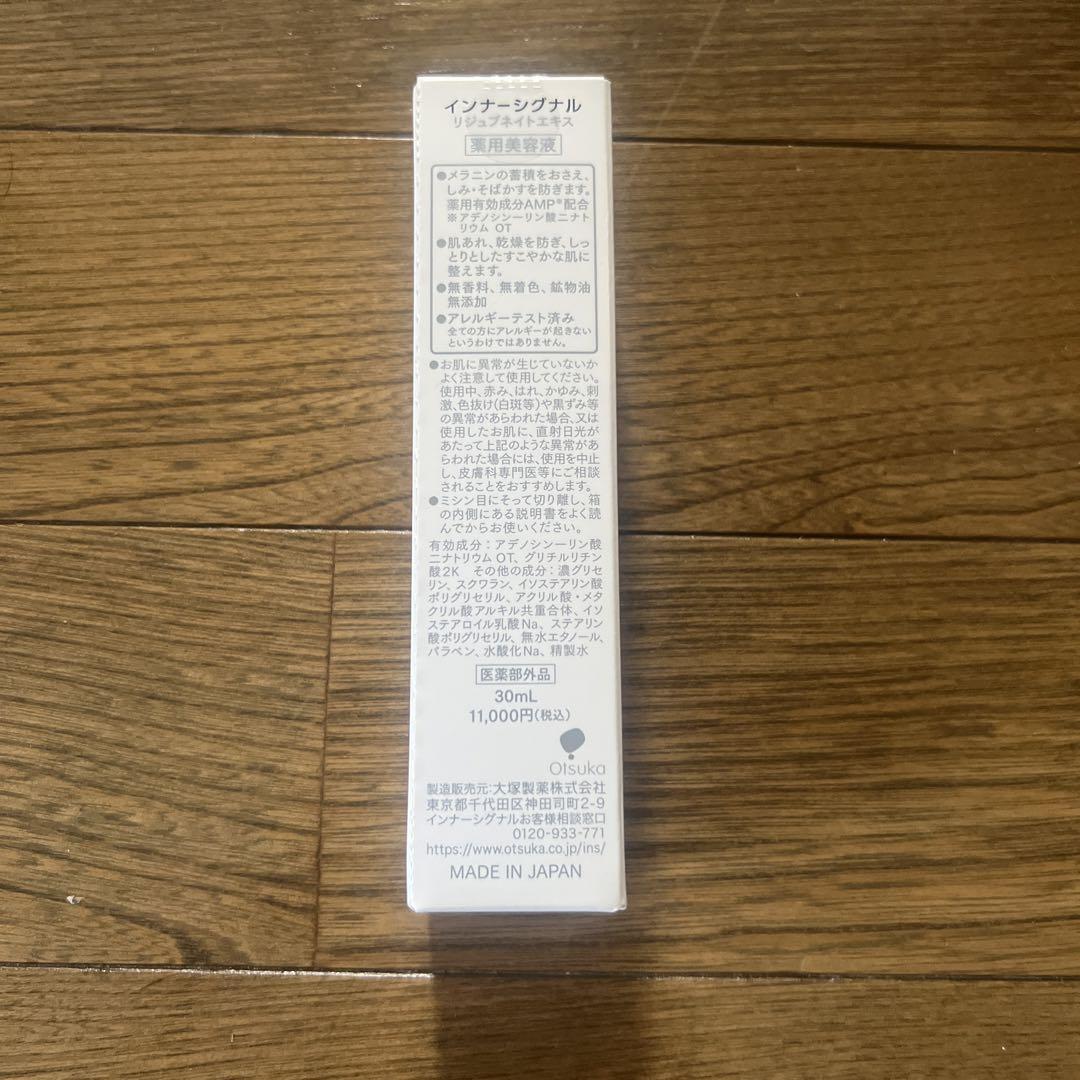 インナーシグナル
リジュブネイトエキス
薬用美容液
●メラニンの蓄積をおさえ、
しみ・そばかすを防ぎます。
薬用有効成分AMP※配合
※アデノシン一リン酸二ナト
リウム OT
●肌あれ、乾燥を防ぎ、しっ
とりとしたすこやかな肌に
整えます。
●無香料、無着色、鉱物油
無添加
●アレルギーテスト済み
全ての方にアレルギーが起きない
というわけではありません。
●お肌に異常が生じていないか
よく注意して使用してください。
使用中、赤み、はれ、かゆみ、刺
激、色抜け(白斑等)や黒ずみ等
の異常があらわれた場合、又は
使用したお肌に、直射日光が
あたって上記のような異常があ
らわれた場合には、使用を中止
し、皮膚科専門医等にご相談
されることをおすすめします。
●ミシン目にそって切り離し、箱
の内側にある説明書をよく読
んでからお使いください。
有効成分：アデノシン一リン酸
二ナトリウム OT、グリチルリチン
酸2K その他の成分：濃グリセ
リン、スクワラン、イソステアリン酸
ポリグリセリル、アクリル酸・メタ
クリル酸アルキル共重合体、イソ
ステアロイル乳酸Na、ステアリン
酸ポリグリセリル、無水エタノール、
パラベン、水酸化Na、精製水
医薬部外品
30mL
11,000円(税込)
Otsuka
製造販売元：大塚製薬株式会社
東京都千代田区神田司町2-9
インナーシグナルお客様相談窓口
0120-933-771
https://www.otsuka.co.jp/ins/
MADE IN JAPAN